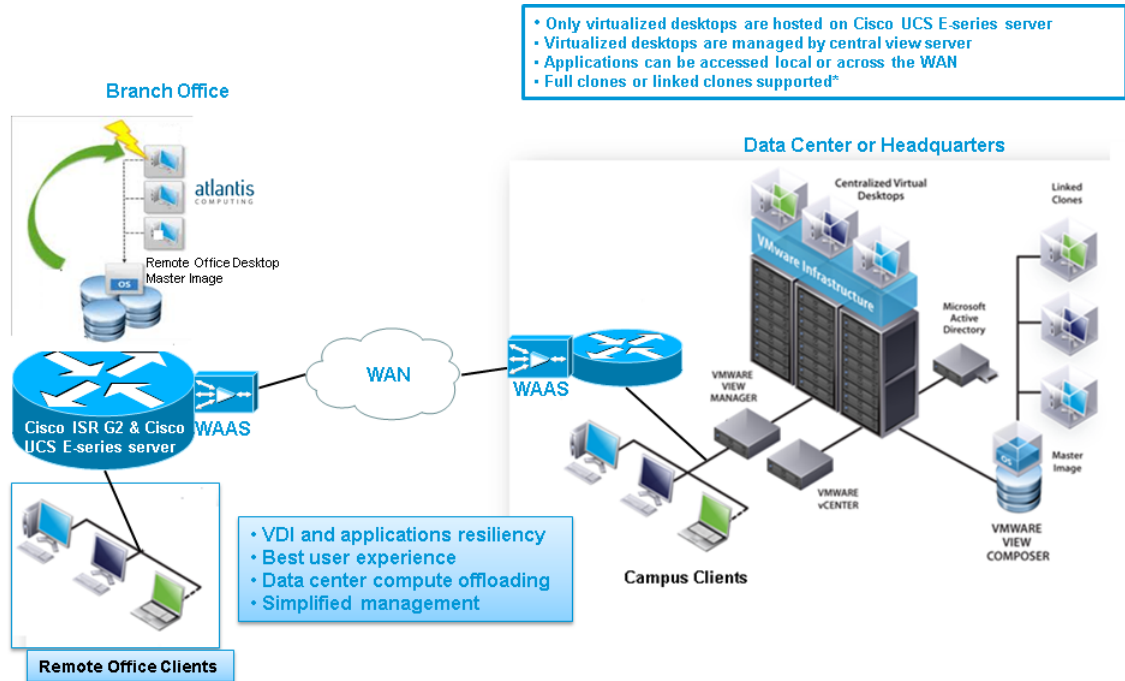 * Only virtualized desktops are hosted on Cisco UCS E-series server
• Virtualized desktops are managed by central view server
• Applications can be accessed local or across the WAN
• Full clones or linked clones supported*
Branch Office
atlantis
COMPUTING
Remote Office Desktop
Master Image
OS
Cisco ISR G2 & Cisco
UCS E-series server
WAAS
WAN
Remote Office Clients
• VDI and applications resiliency
• Best user experience
• Data center compute offloading
• Simplified management
Data Center or Headquarters
Centralized Virtual
Desktops
VMware Infrastructure
Linked
Clones
Microsoft
Active
Directory
WAAS
VMWARE
VIEW
MANAGER
VMWARE
vCENTER
OS
Master
Image
VMWARE
VIEW
COMPOSER
Campus Clients